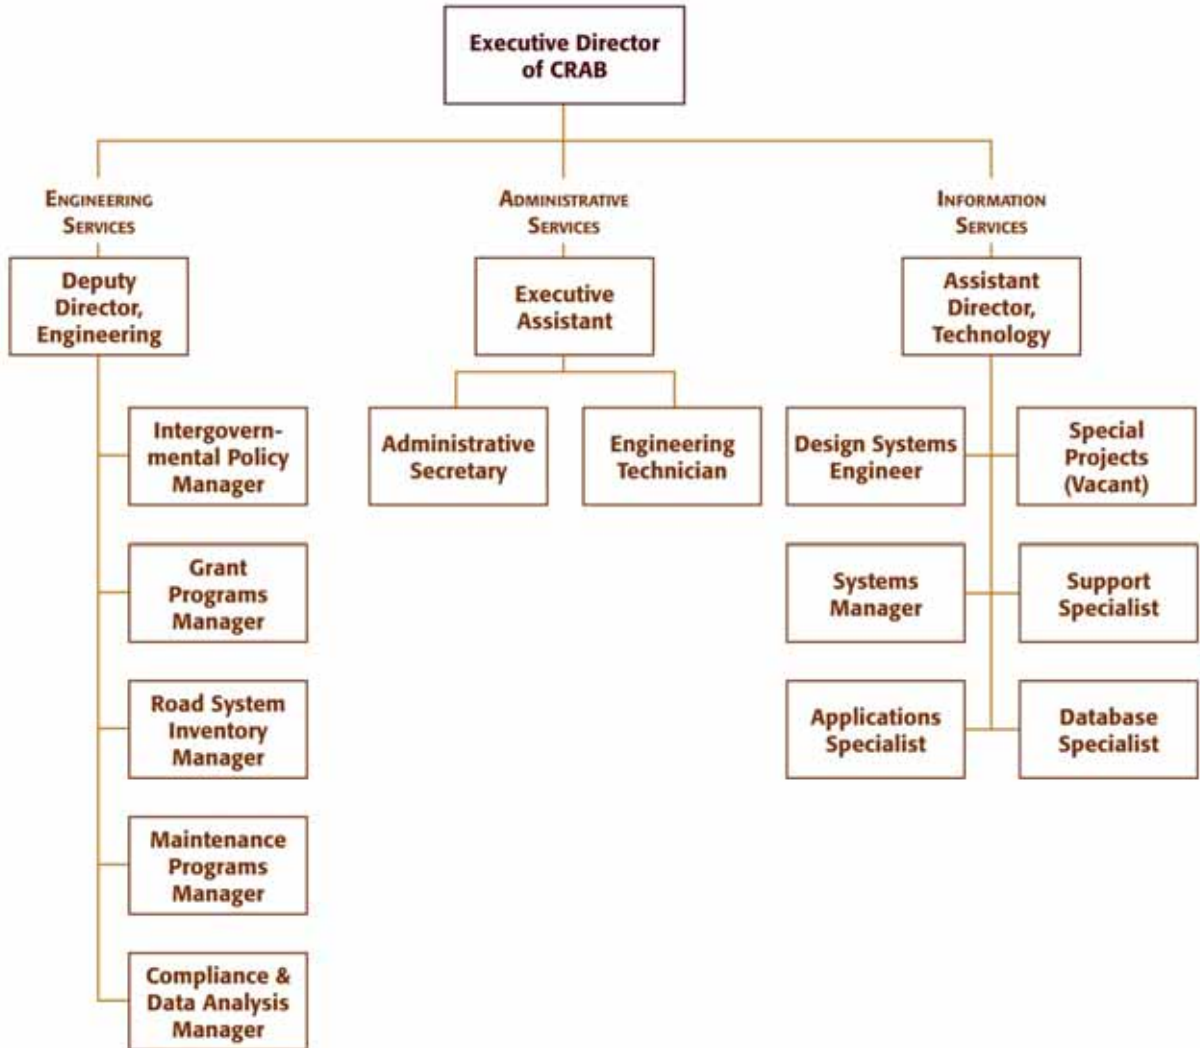 Executive Director
of CRAB
ENGINEERING
SERVICES
ADMINISTRATIVE
SERVICES
INFORMATION
SERVICES
Deputy
Director,
Engineering
Executive
Assistant
Assistant
Director,
Technology
Intergovern-
mental Policy
Manager
Administrative
Secretary
Engineering
Technician
Design Systems
Engineer
Special
Projects
(Vacant)
Grant
Programs
Manager
Systems
Manager
Support
Specialist
Road System
Inventory
Manager
Applications
Specialist
Database
Specialist
Maintenance
Programs
Manager
Compliance &
Data Analysis
Manager